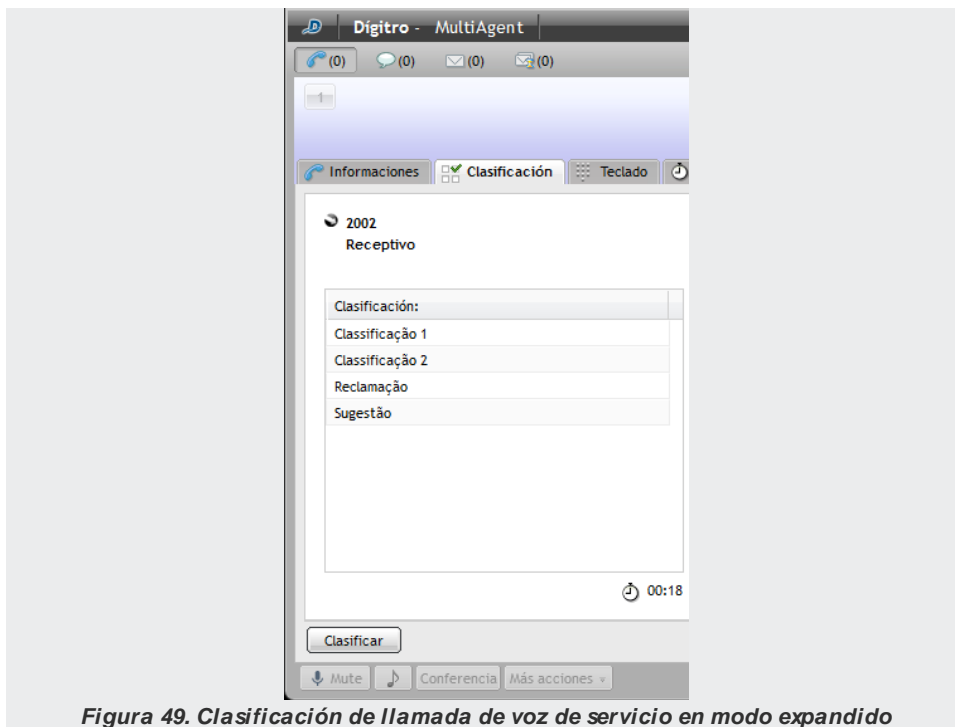 Dígitro - MultiAgent
(0) (0) (0) (0)
1
Informaciones Clasificación Teclado
2002
Receptivo
Clasificación:
Classificação 1
Classificação 2
Reclamação
Sugestão
00:18
Clasificar
Mute Conferencia Más acciones
Figura 49. Clasificación de llamada de voz de servicio en modo expandido